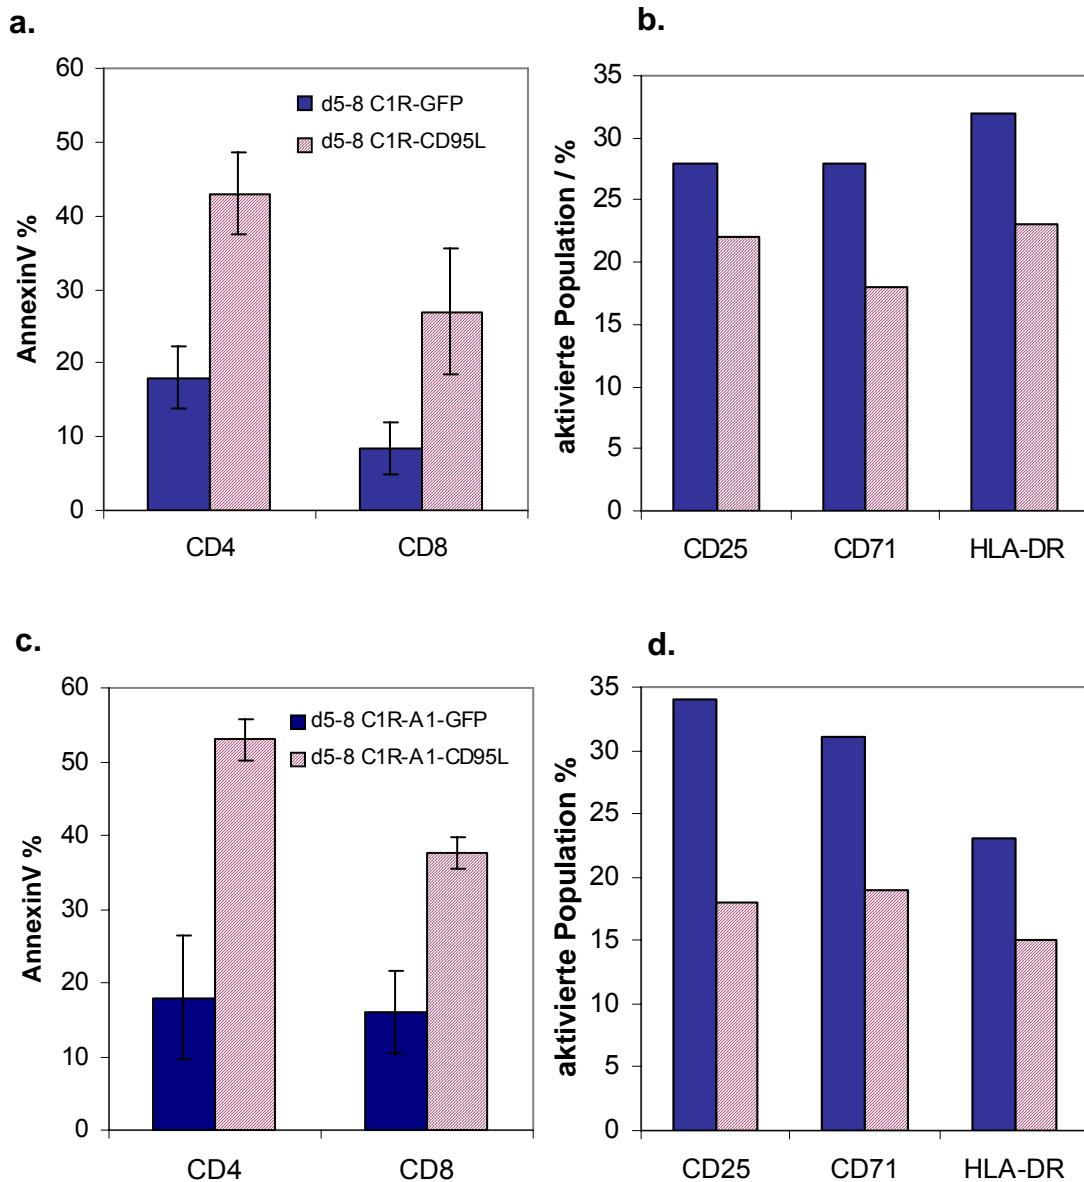 a.
AnnexinV %
60
50
40
30
20
10
0
d5-8 C1R-GFP
d5-8 C1R-CD95L
CD4 CD8
b.
aktivierte Population / %
35
30
25
20
15
10
5
0
CD25 CD71 HLA-DR
c.
AnnexinV %
60
50
40
30
20
10
0
d5-8 C1R-A1-GFP
d5-8 C1R-A1-CD95L
CD4 CD8
d.
aktivierte Population %
35
30
25
20
15
10
5
0
CD25 CD71 HLA-DR